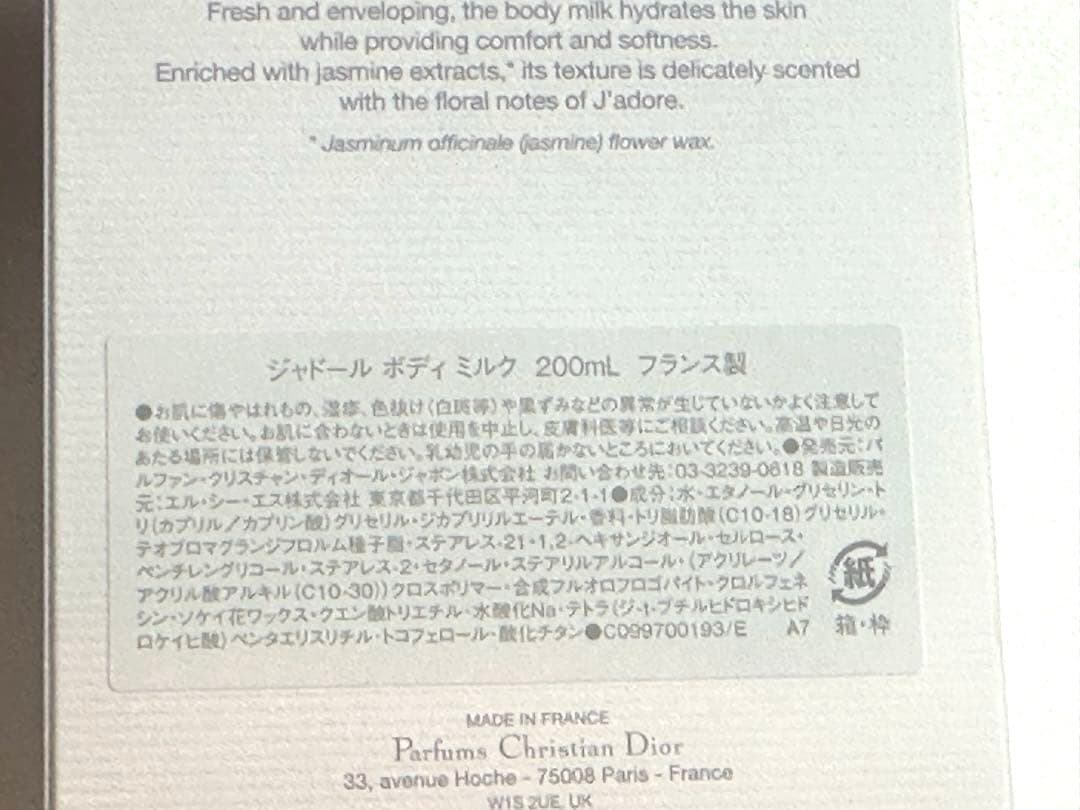 Fresh and enveloping, the body milk hydrates the skin
while providing comfort and softness.
Enriched with jasmine extracts,* its texture is delicately scented
with the floral notes of J'adore.
* Jasminum officinale (jasmine) flower wax.
ジャドール ボディ ミルク 200mL フランス製
●お肌に傷やはれもの、湿疹、色抜け(白斑等)や黒ずみなどの異常が生じていないかよく注意して
お使いください。お肌に合わないときは使用を中止し、皮膚科医等にご相談ください。高温や日光の
あたる場所には保管しないでください。乳幼児の手の届かないところにおいてください。●発売元:パ
ルファン・クリスチャン・ディオール・ジャポン株式会社 お問い合わせ先:03-3239-0618 製造販売
元:エル・シー・エス株式会社 東京都千代田区平河町2-1-1●成分:水・エタノール・グリセリン・ト
リ(カプリル/カプリン酸)グリセリル・ジカプリリルエーテル・香料・トリ脂肪酸(C10-18)グリセリル・
テオブロマグランジフロルム種子脂・ステアレス-21・1,2-ヘキサンジオール・セルロース・
ペンチレングリコール・ステアレス-2・セタノール・ステアリルアルコール・(アクリレーツ/
アクリル酸アルキル(C10-30))クロスポリマー・合成フルオロフロゴパイト・クロルフェネ
シン・ソケイ花ワックス・クエン酸トリエチル・水酸化Na・テトラ(ジ-t-ブチルヒドロキシヒド
ロケイヒ酸)ペンタエリスリチル・トコフェロール・酸化チタン●C099700193/E A7
紙
箱・枠
MADE IN FRANCE
Parfums Christian Dior
33, avenue Hoche - 75008 Paris - France
W1S 2UE, UK